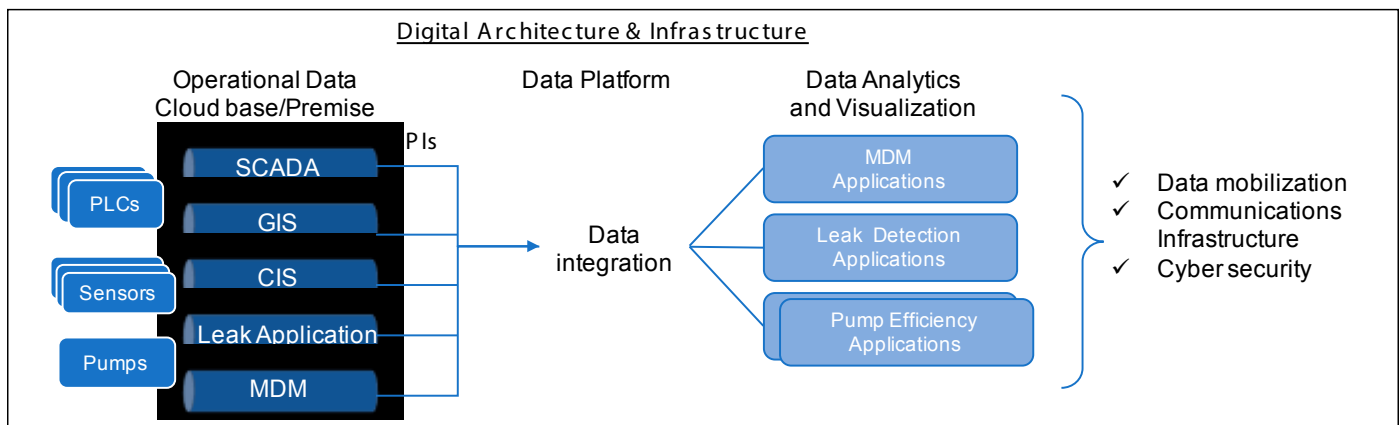 Digital Architecture & Infrastructure
Operational Data
Cloud base/Premise
Data Platform
Data Analytics
and Visualization
PIs
PLCs
Sensors
Pumps
SCADA
GIS
CIS
Leak Application
MDM
Data
integration
MDM
Applications
Leak Detection
Applications
Pump Efficiency
Applications
✓ Data mobilization
✓ Communications
Infrastructure
✓ Cyber security